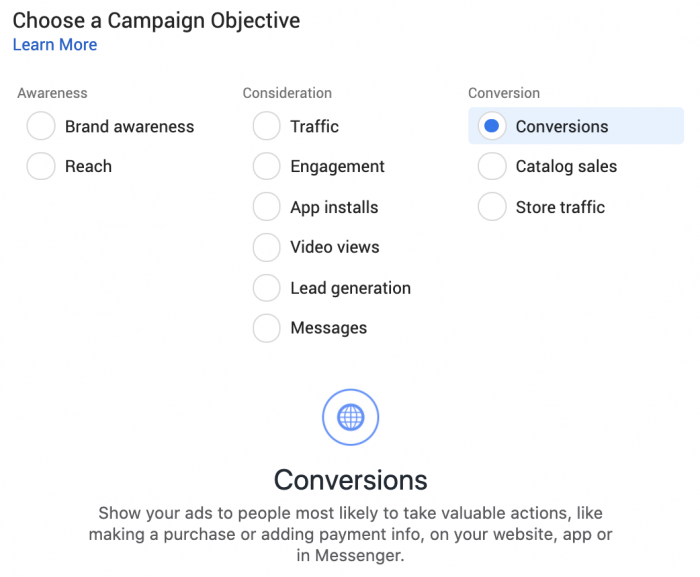 Choose a Campaign Objective
Learn More
Awareness
Brand awareness
Reach
Consideration
Traffic
Engagement
App installs
Video views
Lead generation
Messages
Conversion
Conversions
Catalog sales
Store traffic
Conversions
Show your ads to people most likely to take valuable actions, like
making a purchase or adding payment info, on your website, app or
in Messenger.